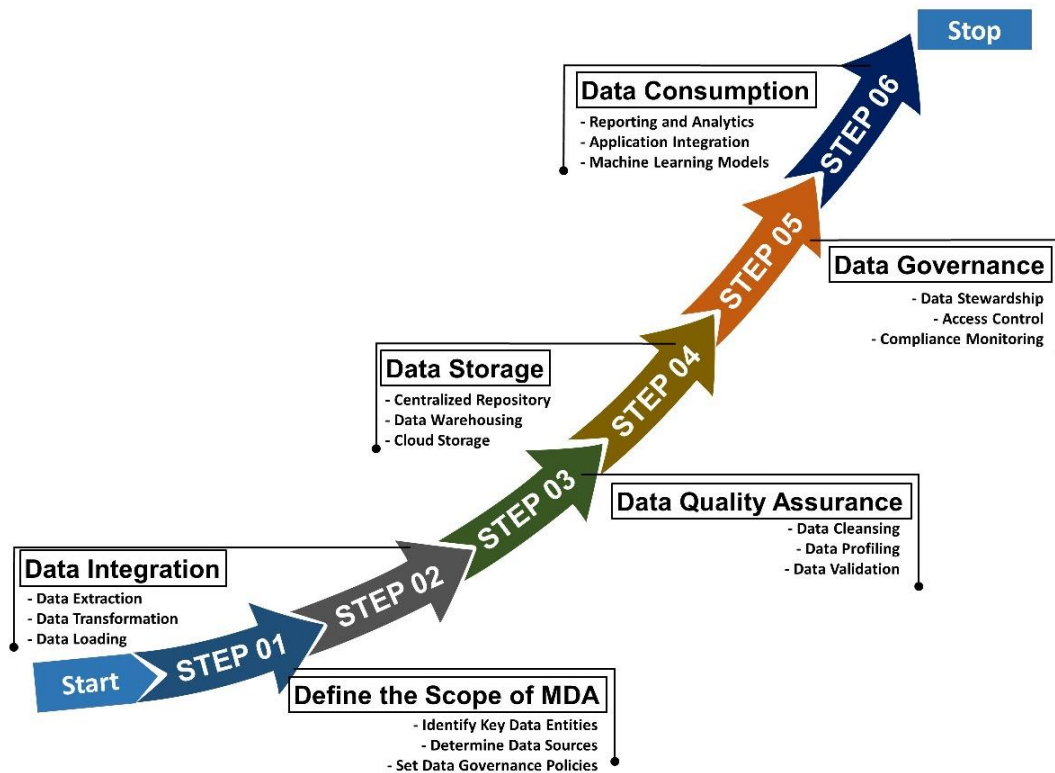 Stop
STEP 06
Data Consumption
- Reporting and Analytics
- Application Integration
- Machine Learning Models
STEP 05
Data Governance
- Data Stewardship
- Access Control
- Compliance Monitoring
STEP 04
Data Storage
- Centralized Repository
- Data Warehousing
- Cloud Storage
STEP 03
Data Quality Assurance
- Data Cleansing
- Data Profiling
- Data Validation
STEP 02
Data Integration
- Data Extraction
- Data Transformation
- Data Loading
STEP 01
Start
Define the Scope of MDA
- Identify Key Data Entities
- Determine Data Sources
- Set Data Governance Policies